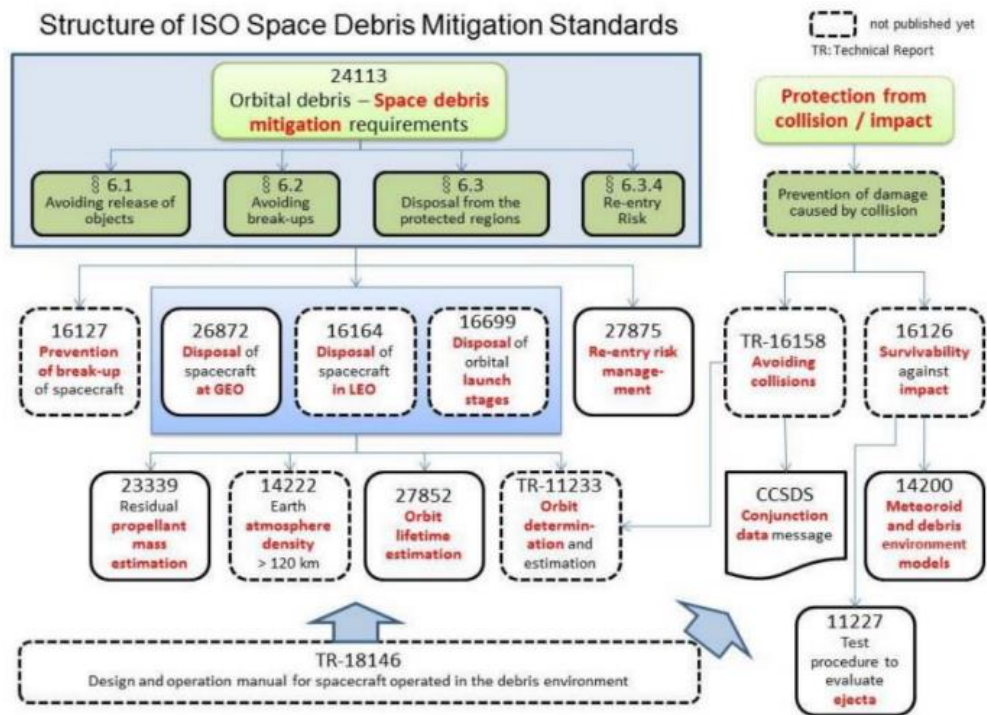 Structure of ISO Space Debris Mitigation Standards
not published yet
TR: Technical Report
24113
Orbital debris – Space debris
mitigation requirements
Protection from
collision / impact
§ 6.1
Avoiding release of
objects
§ 6.2
Avoiding
break-ups
§ 6.3
Disposal from the
protected regions
§ 6.3.4
Re-entry
Risk
Prevention of damage
caused by collision
16127
Prevention
of break-up
of spacecraft
26872
Disposal of
spacecraft
at GEO
16164
Disposal of
spacecraft
in LEO
16699
Disposal of
orbital
launch
stages
27875
Re-entry risk
manage-
ment
TR-16158
Avoiding
collisions
16126
Survivability
against
impact
23339
Residual
propellant
mass
estimation
14222
Earth
atmosphere
density
> 120 km
27852
Orbit
lifetime
estimation
TR-11233
Orbit
determin-
ation and
estimation
CCSDS
Conjunction
data message
14200
Meteoroid
and debris
environment
models
11227
Test
procedure to
evaluate
ejecta
TR-18146
Design and operation manual for spacecraft operated in the debris environment